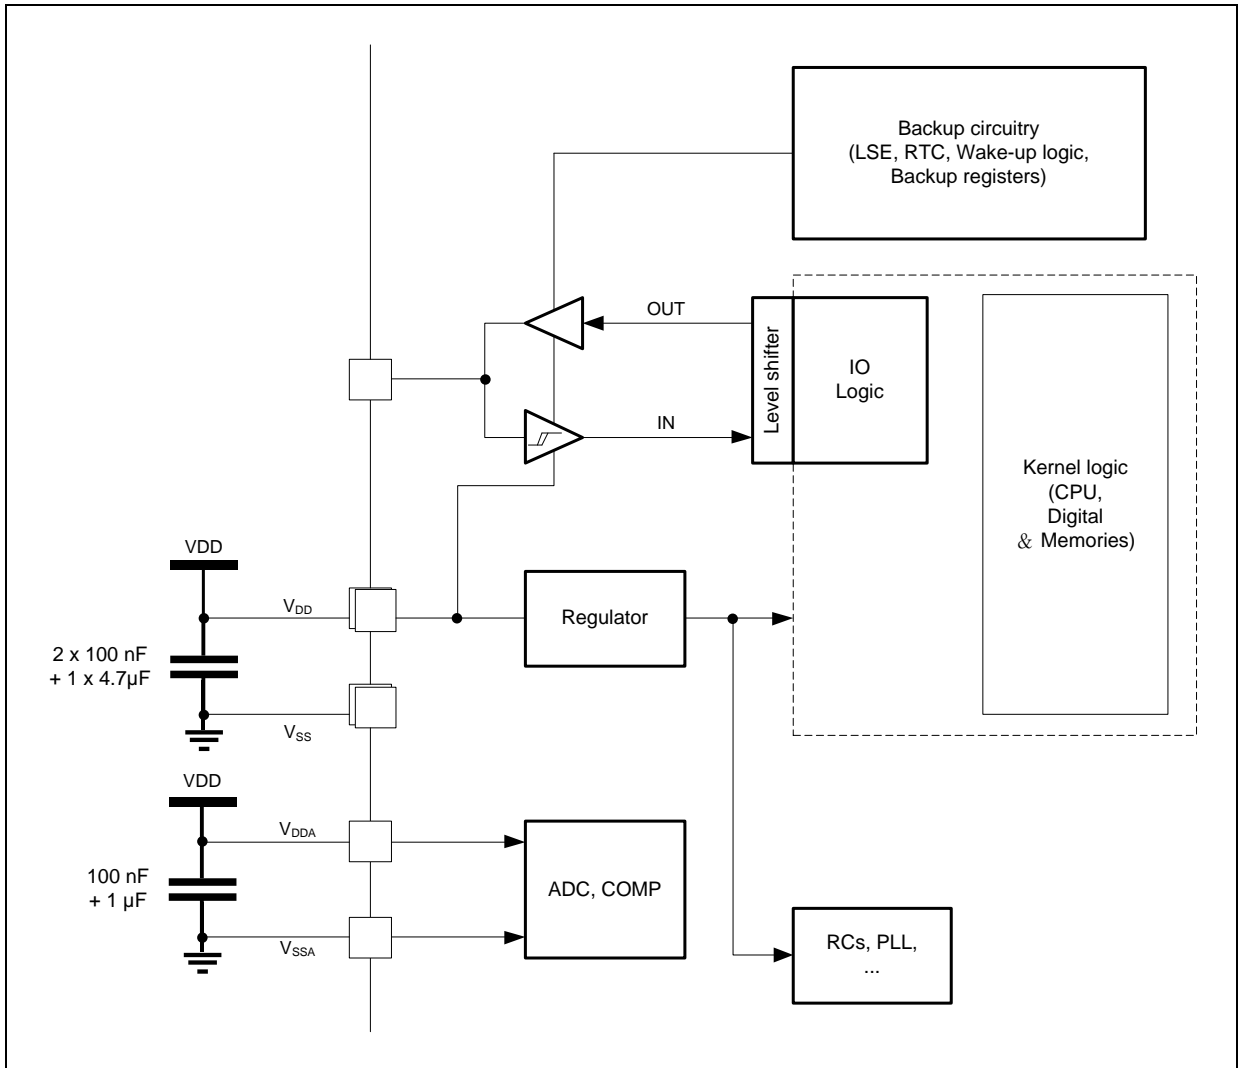 Backup circuitry
(LSE, RTC, Wake-up logic,
Backup registers)
OUT
Level shifter
IO
Logic
IN
Kernel logic
(CPU,
Digital
& Memories)
VDD
VDD
Regulator
2 x 100 nF
+ 1 x 4.7µF
VSS
VDD
VDDA
100 nF
+ 1 µF
ADC, COMP
VSSA
RCs, PLL,
...